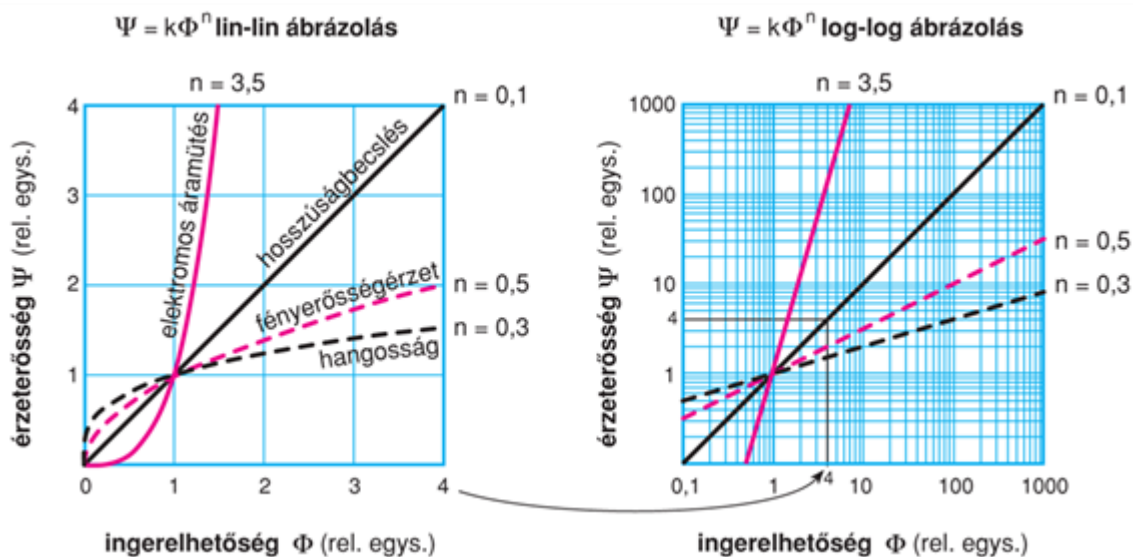 Ψ = kΦⁿ lin-lin ábrázolás
n = 3,5
4
3
2
1
0
1
2
3
4
n = 0,1
n = 0,5
n = 0,3
elektromos áramütés
hosszúságbecslés
fényerősségérzet
hangosság
érzeterősség Ψ (rel. egys.)
ingerelhetőség Φ (rel. egys.)
Ψ = kΦⁿ log-log ábrázolás
n = 3,5
1000
100
10
4
1
0,1
1
4
10
100
1000
n = 0,1
n = 0,5
n = 0,3
érzeterősség Ψ (rel. egys.)
ingerelhetőség Φ (rel. egys.)